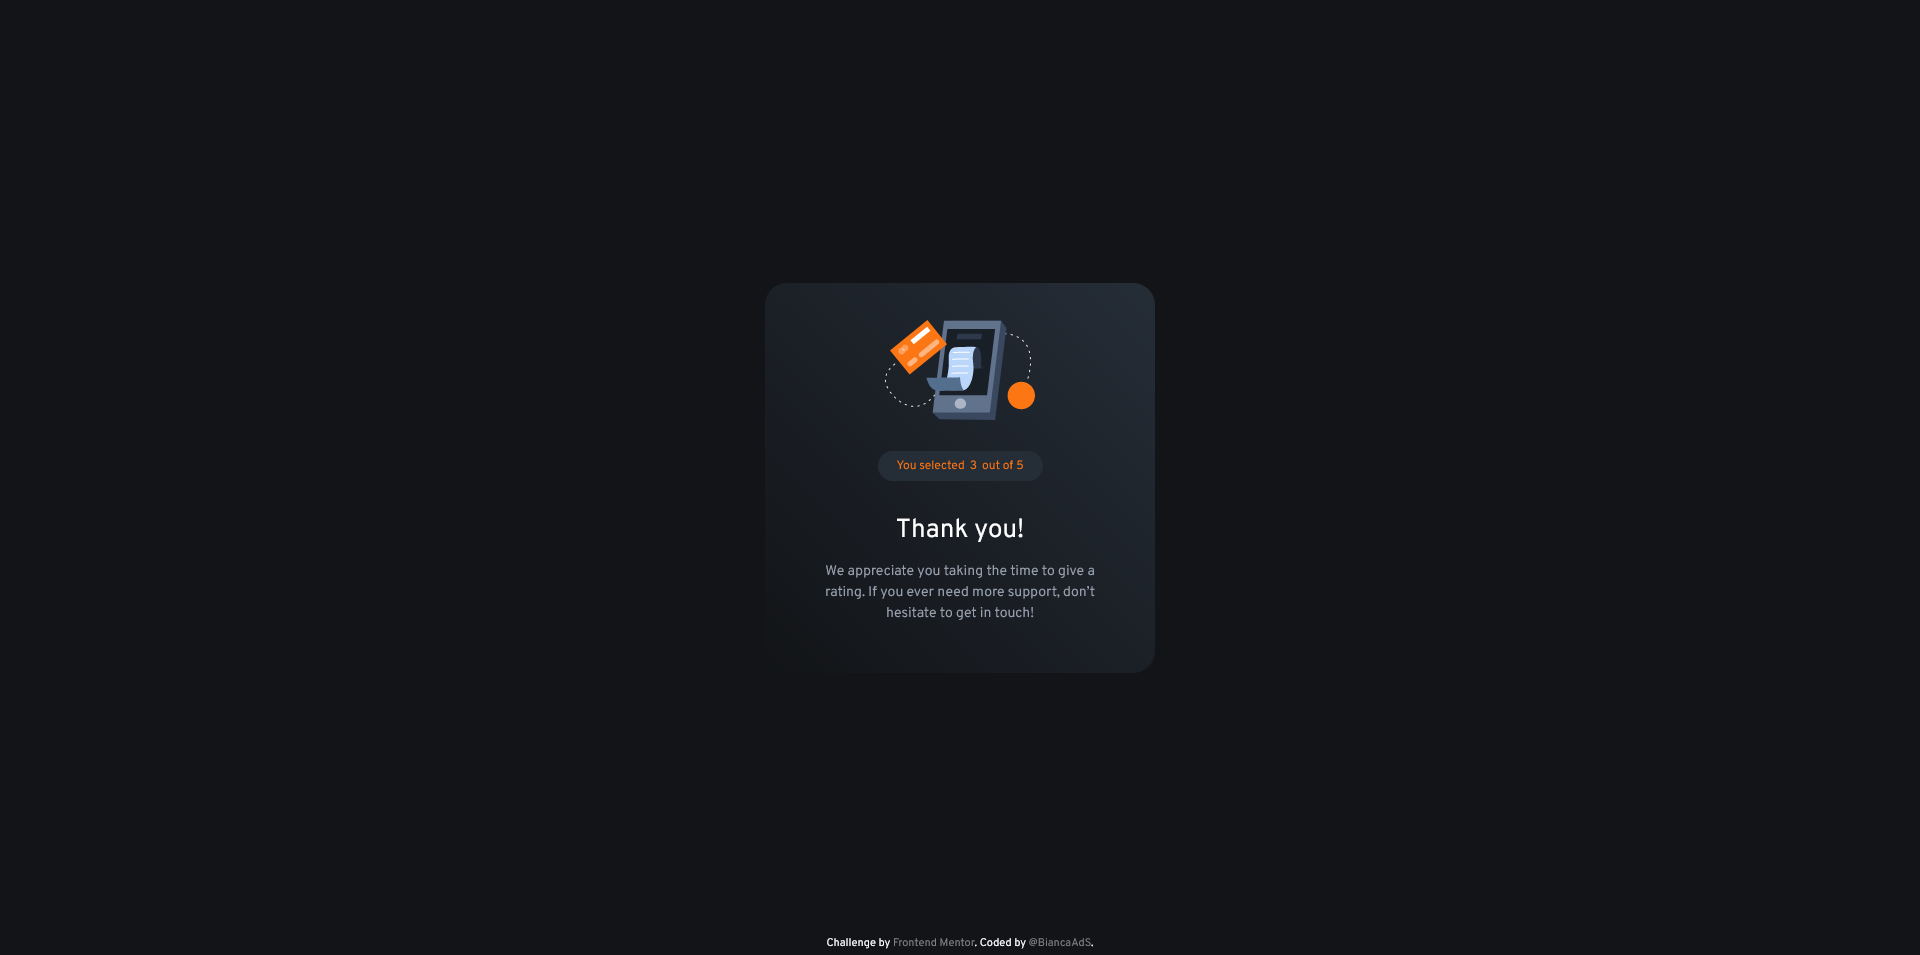 You selected 3 out of 5
Thank you!
We appreciate you taking the time to give a
rating. If you ever need more support, don't
hesitate to get in touch!
Challenge by Frontend Mentor. Coded by @BiancaAdS.